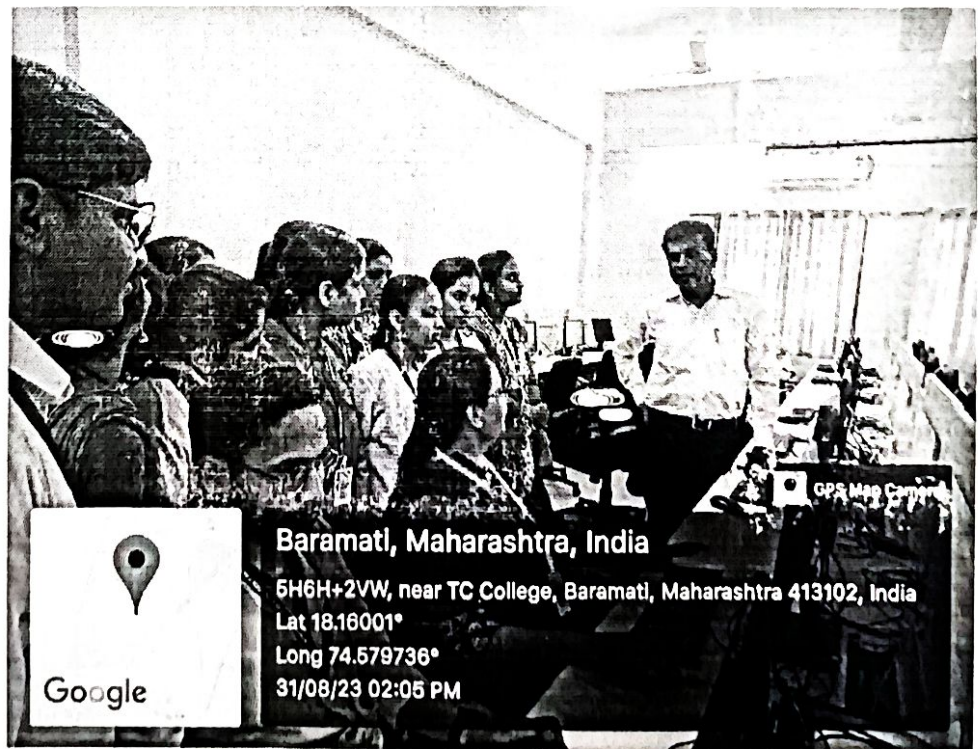 GPS Map Camera
Baramati, Maharashtra, India
5H6H+2VW, near TC College, Baramati, Maharashtra 413102, India
Lat 18.16001°
Long 74.579736°
31/08/23 02:05 PM
Google